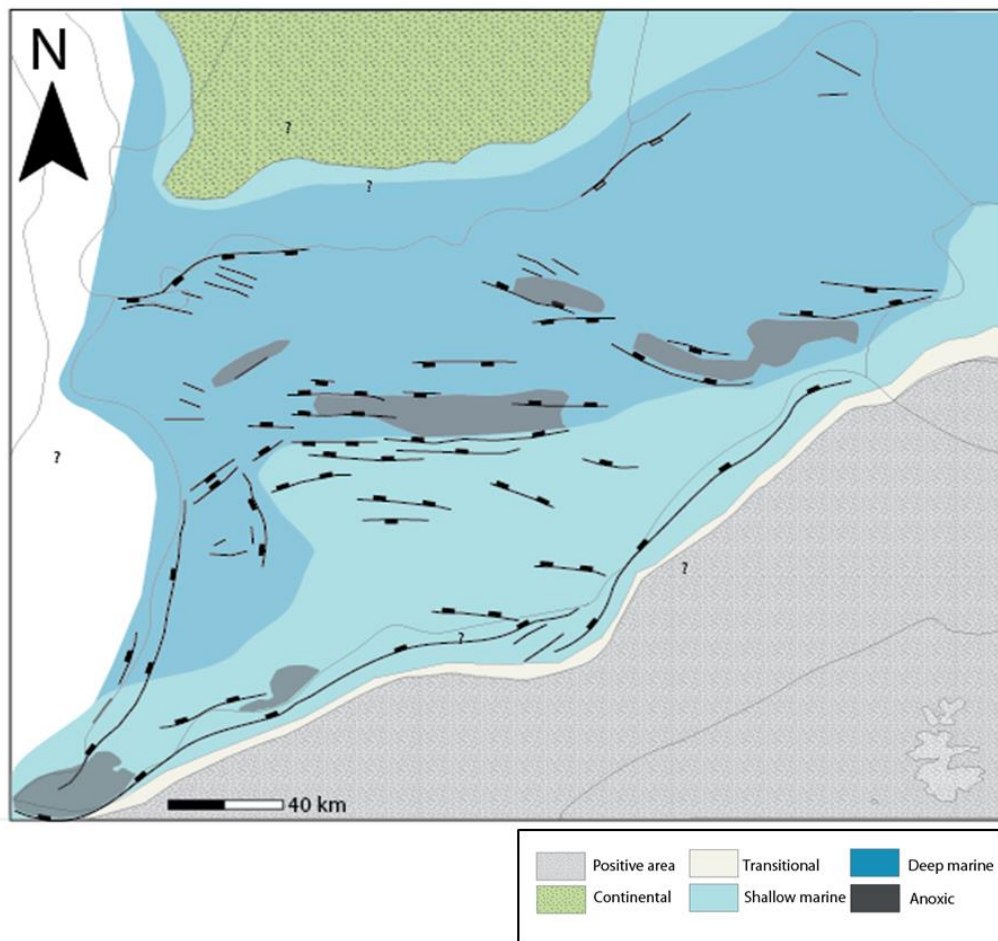 N
?
?
?
?
?
40 km
Positive area
Transitional
Deep marine
Continental
Shallow marine
Anoxic